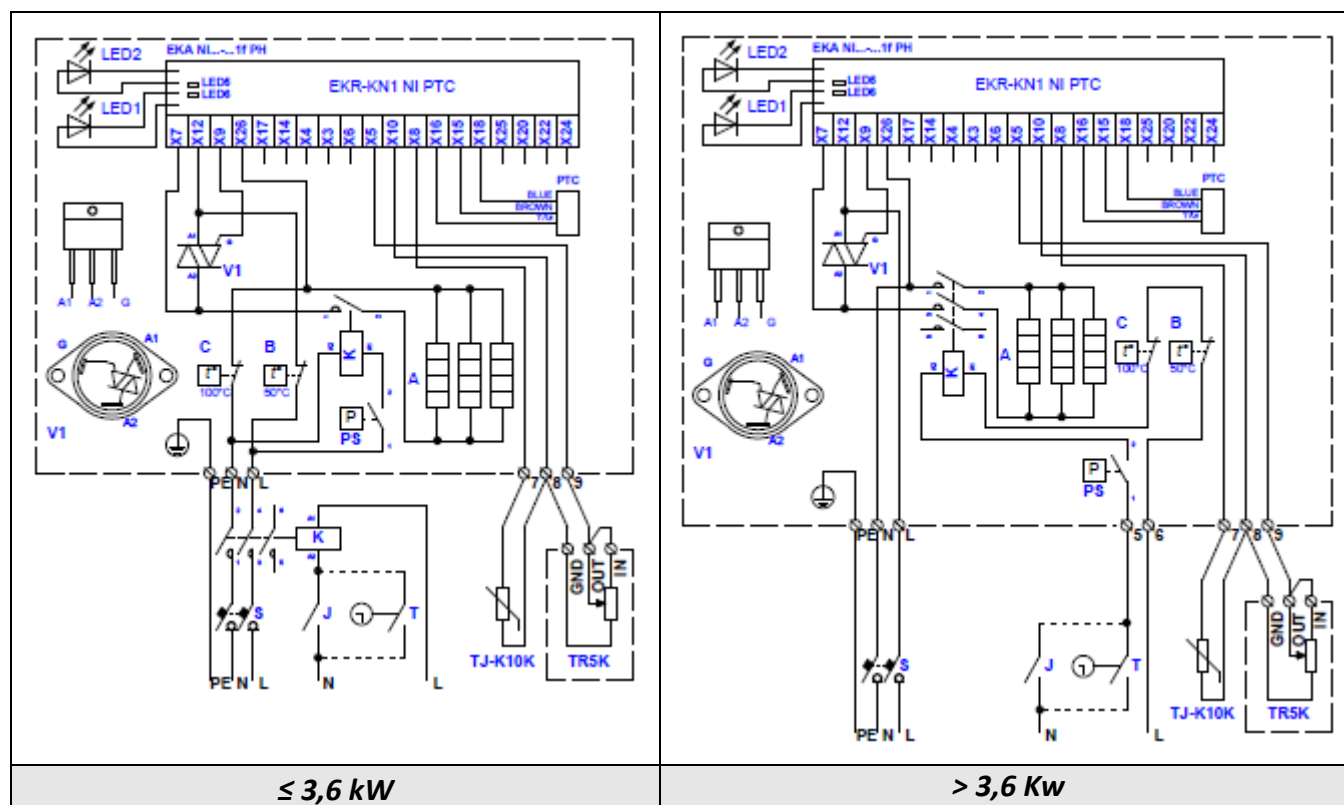 LED2
EKA NI...-...1f PH
LED5
LED6
EKR-KN1 NI PTC
LED1
X7 X12 X9 X26 X17 X14 X4 X3 X6 X5 X10 X8 X16 X15 X18 X25 X20 X22 X24
PTC
BLUE
BROWN
Y/G
A1
G
V1
A2
A1 A2 G
G
A1
A2
V1
C
100°C
B
50°C
K
A
P
PS
PE N L
7 8 9
A1
K
A2
S
J
T
GND
OUT
IN
TJ-K10K
TR5K
PE N L
N
L
≤ 3,6 kW
LED2
EKA NI...-...1f PH
EKR-KN1 NI PTC
LED1
X7 X12 X9 X26 X17 X14 X4 X3 X6 X5 X10 X8 X16 X15 X18 X25 X20 X22 X24
PTC
BLUE
BROWN
Y/G
A1
G
V1
A2
A1 A2 G
G
A1
A2
V1
K
A
C
100°C
B
50°C
P
PS
PE N L
5 6
7 8 9
S
J
T
GND
OUT
IN
TJ-K10K
TR5K
PE N L
N
L
> 3,6 Kw